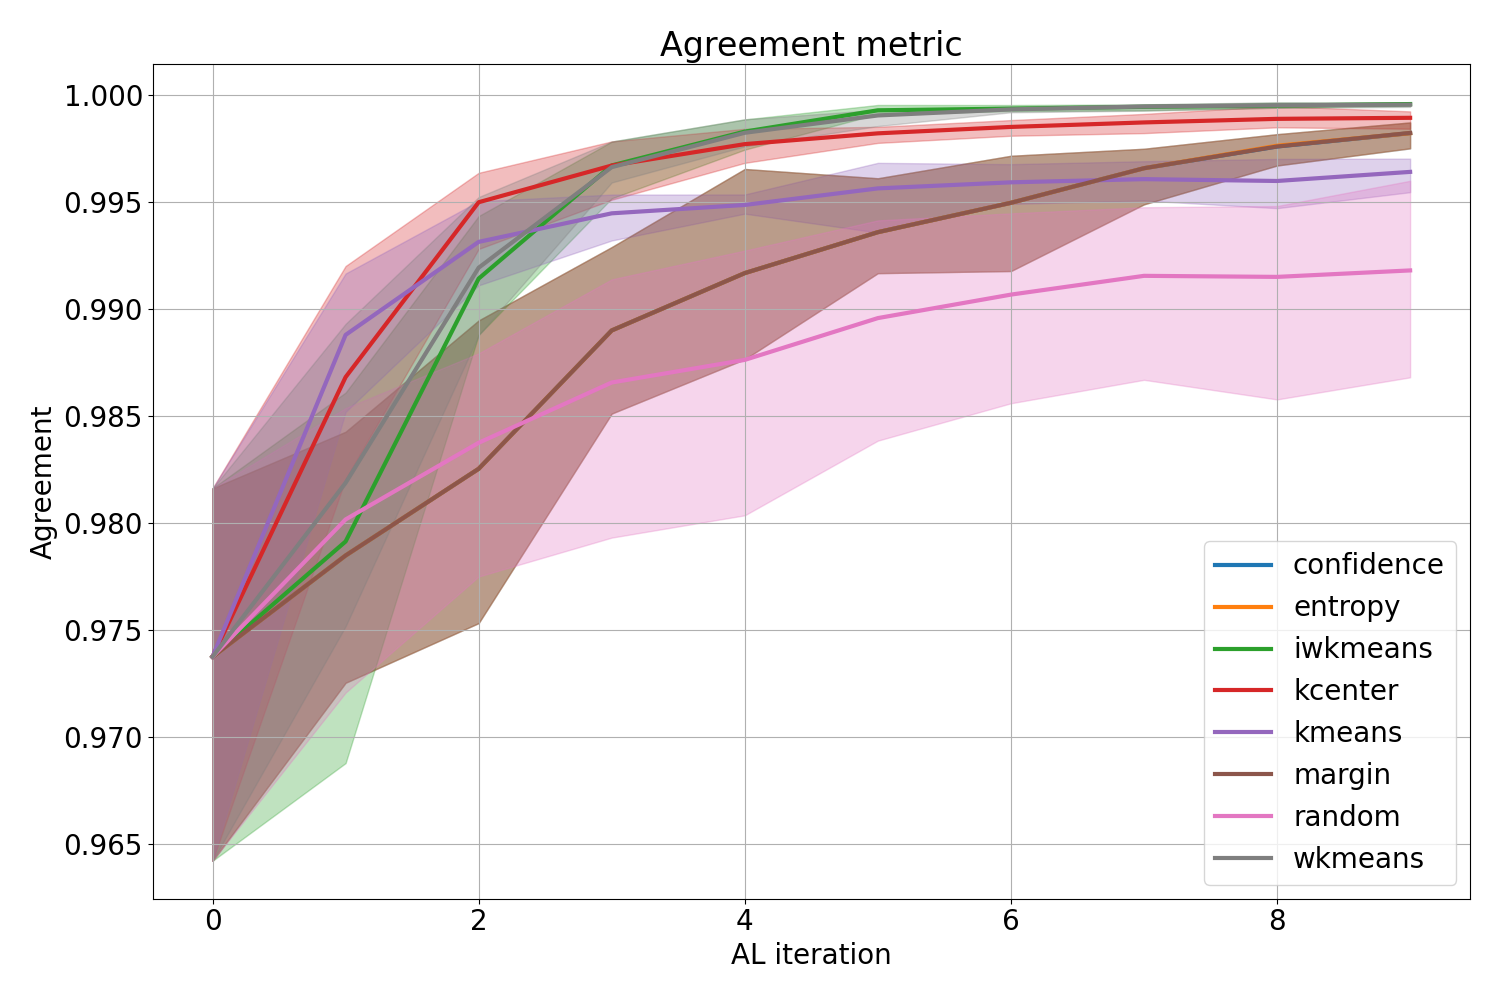 Agreement metric
1.000
0.995
0.990
0.985
0.980
0.975
0.970
0.965
Agreement
0 2 4 6 8
AL iteration
confidence
entropy
iwkmeans
kcenter
kmeans
margin
random
wkmeans